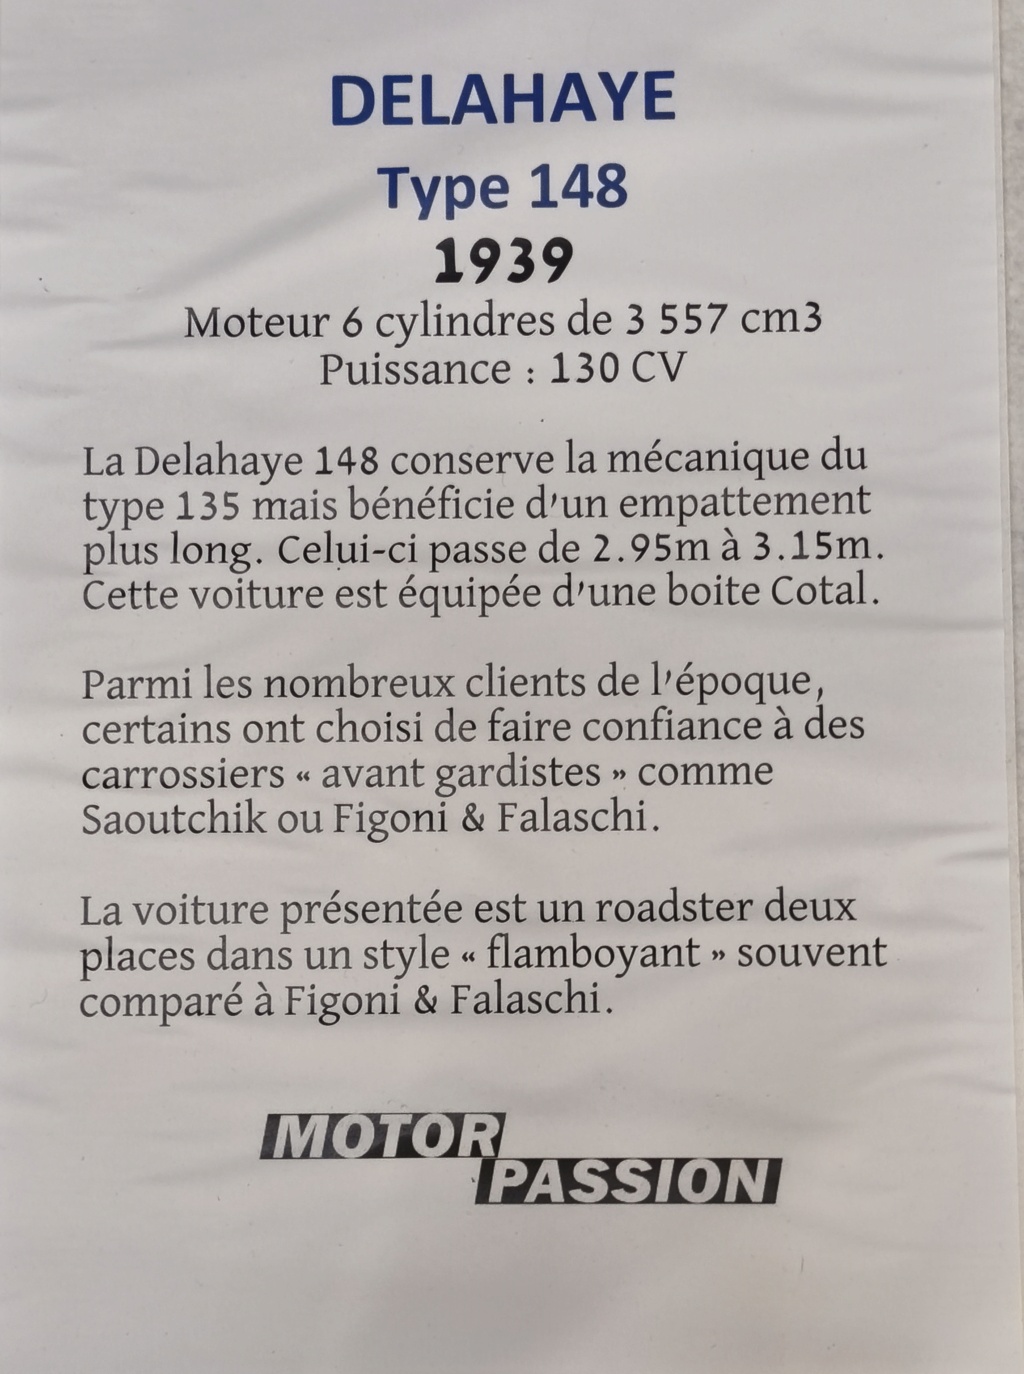 DELAHAYE
Type 148
1939
Moteur 6 cylindres de 3 557 cm3
Puissance : 130 CV
La Delahaye 148 conserve la mécanique du
type 135 mais bénéficie d'un empattement
plus long. Celui-ci passe de 2.95m à 3.15m.
Cette voiture est équipée d'une boite Cotal.
Parmi les nombreux clients de l'époque,
certains ont choisi de faire confiance à des
carrossiers « avant gardistes » comme
Saoutchik ou Figoni & Falaschi.
La voiture présentée est un roadster deux
places dans un style « flamboyant » souvent
comparé à Figoni & Falaschi.
MOTOR
PASSION